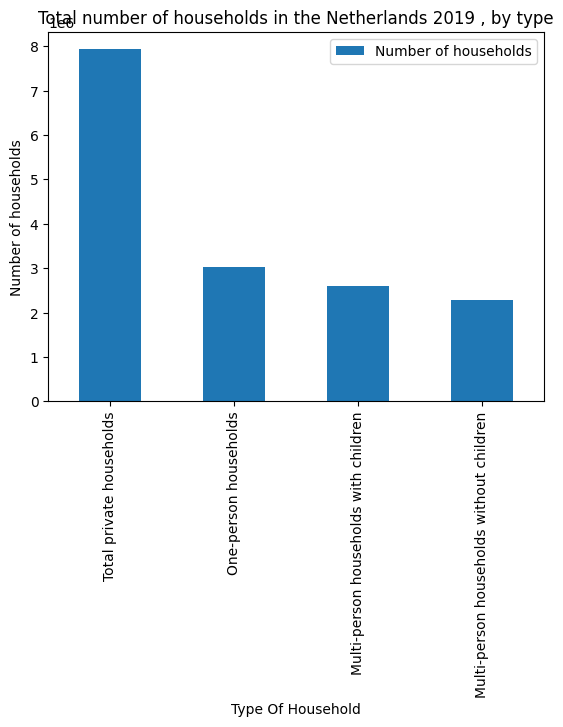 Total number of households in the Netherlands 2019 , by type
1e6
Number of households
8
7
6
5
4
3
2
1
0
Number of households
Total private households
One-person households
Multi-person households with children
Multi-person households without children
Type Of Household